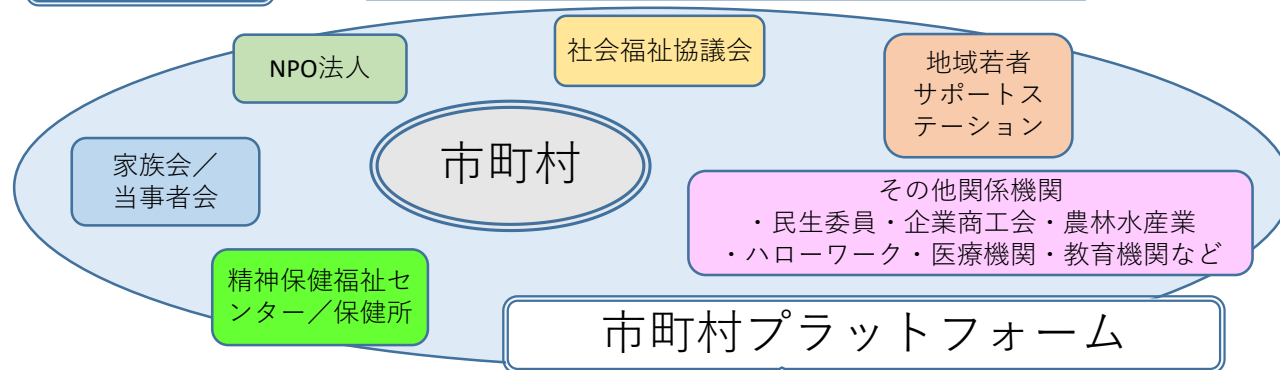 NPO法人
社会福祉協議会
地域若者
サポートス
テーション
市町村
家族会／
当事者会
その他関係機関
・民生委員・企業商工会・農林水産業
・ハローワーク・医療機関・教育機関など
精神保健福祉セ
ンター／保健所
市町村プラットフォーム